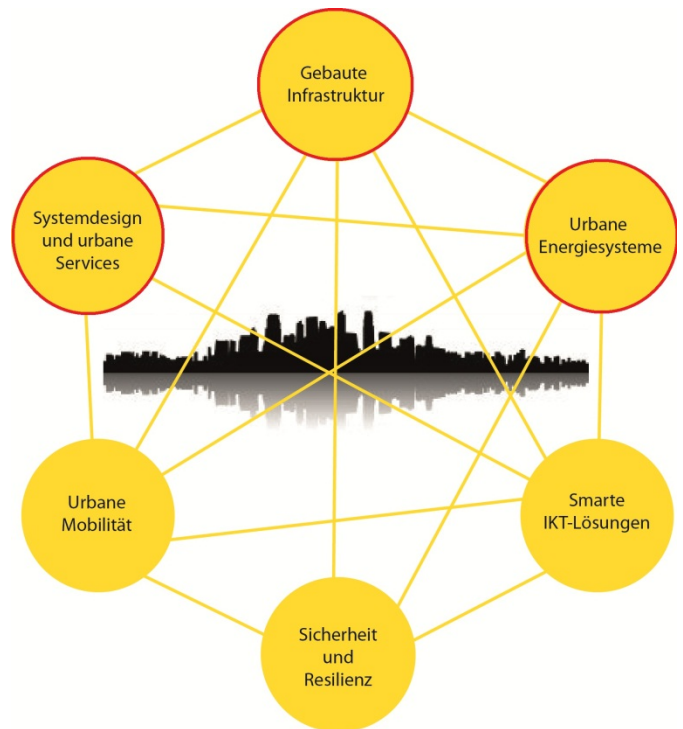 Gebaute
Infrastruktur
Systemdesign
und urbane
Services
Urbane
Energiesysteme
Urbane
Mobilität
Smarte
IKT-Lösungen
Sicherheit
und
Resilienz